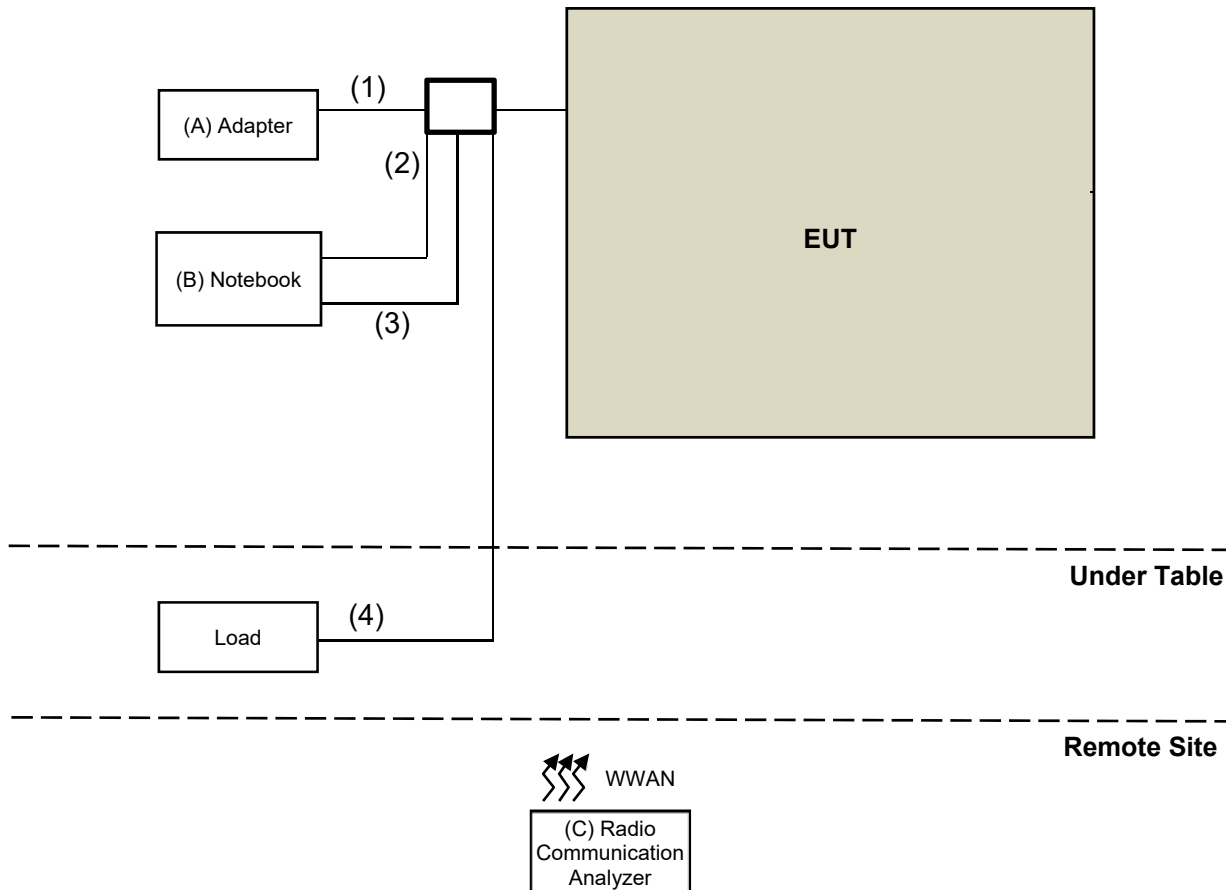 (1)
(A) Adapter
(2)
EUT
(B) Notebook
(3)
Under Table
(4)
Load
Remote Site
WWAN
(C) Radio
Communication
Analyzer